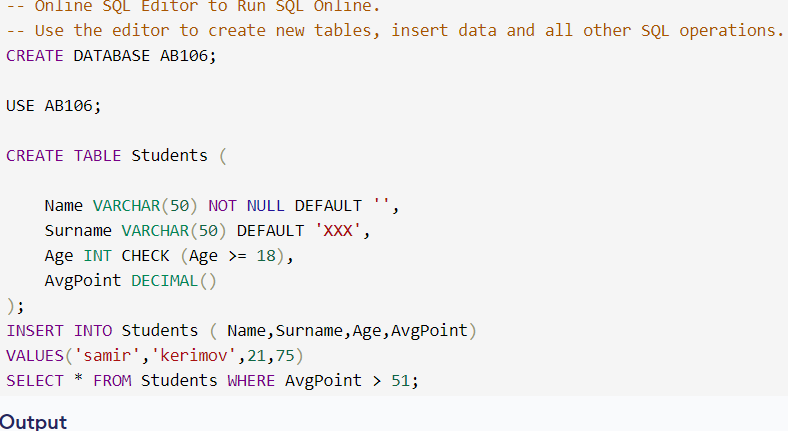 -- Online SQL Editor to Run SQL Online.
-- Use the editor to create new tables, insert data and all other SQL operations.
CREATE DATABASE AB106;
USE AB106;
CREATE TABLE Students (
Name VARCHAR(50) NOT NULL DEFAULT '',
Surname VARCHAR(50) DEFAULT 'XXX',
Age INT CHECK (Age >= 18),
AvgPoint DECIMAL()
);
INSERT INTO Students ( Name,Surname,Age,AvgPoint)
VALUES('samir','kerimov',21,75)
SELECT * FROM Students WHERE AvgPoint > 51;
Output